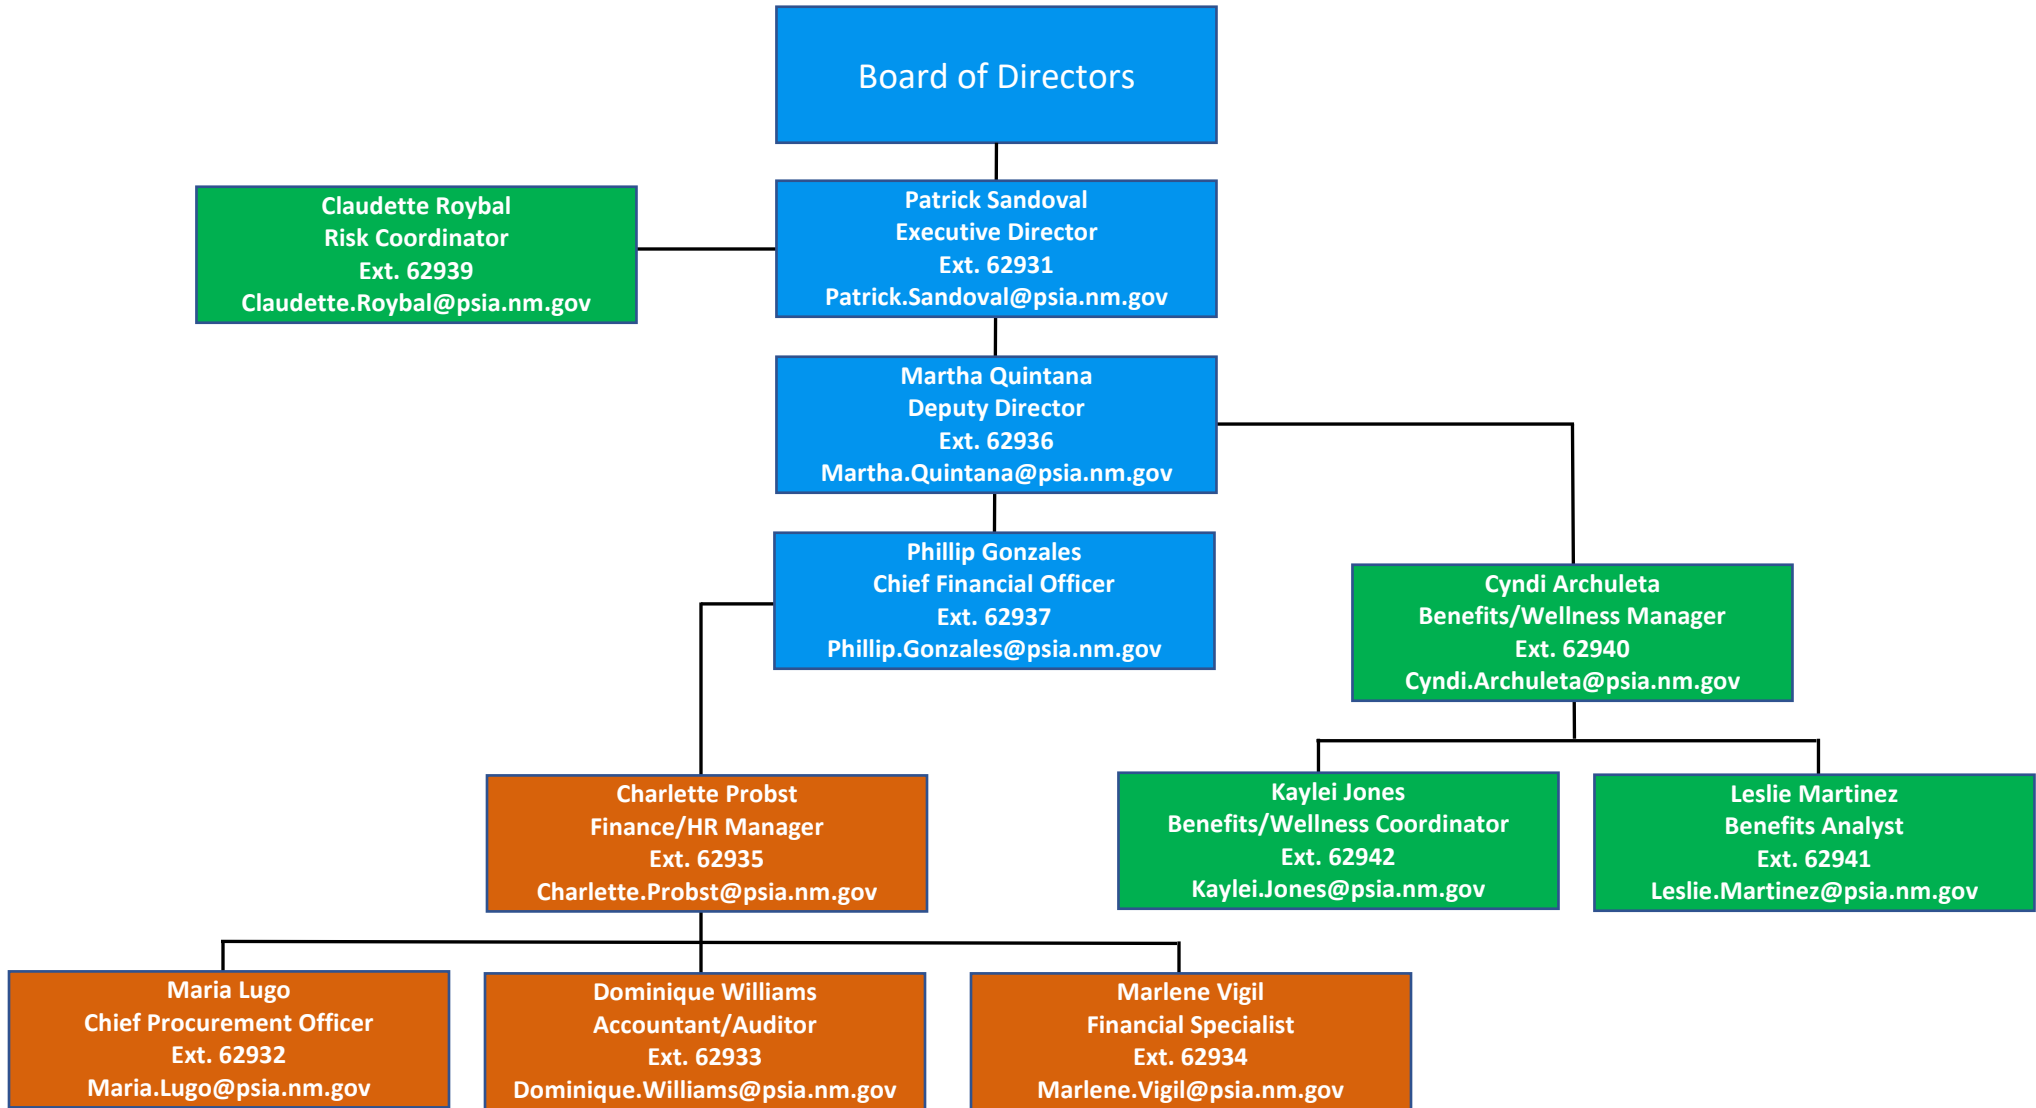 Board of Directors
Claudette Roybal
Risk Coordinator
Ext. 62939
Claudette.Roybal@psia.nm.gov
Patrick Sandoval
Executive Director
Ext. 62931
Patrick.Sandoval@psia.nm.gov
Martha Quintana
Deputy Director
Ext. 62936
Martha.Quintana@psia.nm.gov
Phillip Gonzales
Chief Financial Officer
Ext. 62937
Phillip.Gonzales@psia.nm.gov
Cyndi Archuleta
Benefits/Wellness Manager
Ext. 62940
Cyndi.Archuleta@psia.nm.gov
Charlette Probst
Finance/HR Manager
Ext. 62935
Charlette.Probst@psia.nm.gov
Kaylei Jones
Benefits/Wellness Coordinator
Ext. 62942
Kaylei.Jones@psia.nm.gov
Leslie Martinez
Benefits Analyst
Ext. 62941
Leslie.Martinez@psia.nm.gov
Maria Lugo
Chief Procurement Officer
Ext. 62932
Maria.Lugo@psia.nm.gov
Dominique Williams
Accountant/Auditor
Ext. 62933
Dominique.Williams@psia.nm.gov
Marlene Vigil
Financial Specialist
Ext. 62934
Marlene.Vigil@psia.nm.gov